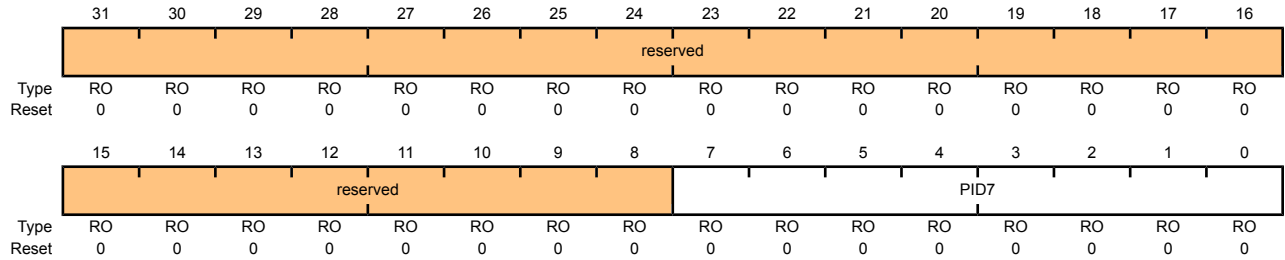 31 30 29 28 27 26 25 24 23 22 21 20 19 18 17 16
reserved
Type RO RO RO RO RO RO RO RO RO RO RO RO RO RO RO RO
Reset 0 0 0 0 0 0 0 0 0 0 0 0 0 0 0 0
15 14 13 12 11 10 9 8 7 6 5 4 3 2 1 0
reserved PID7
Type RO RO RO RO RO RO RO RO RO RO RO RO RO RO RO RO
Reset 0 0 0 0 0 0 0 0 0 0 0 0 0 0 0 0